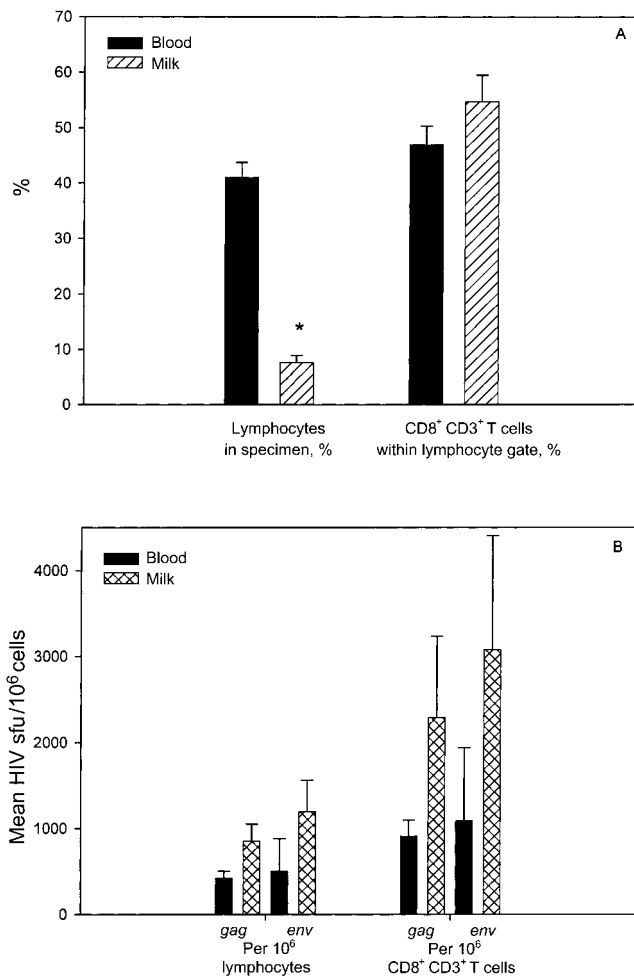 A
Blood
Milk
%
70
60
50
40
30
20
10
0
*
Lymphocytes
in specimen, %
CD8+ CD3+ T cells
within lymphocyte gate, %
B
Blood
Milk
Mean HIV sfu/10⁶ cells
4000
3000
2000
1000
0
gag env
Per 10⁶
lymphocytes
gag env
Per 10⁶
CD8+ CD3+ T cells